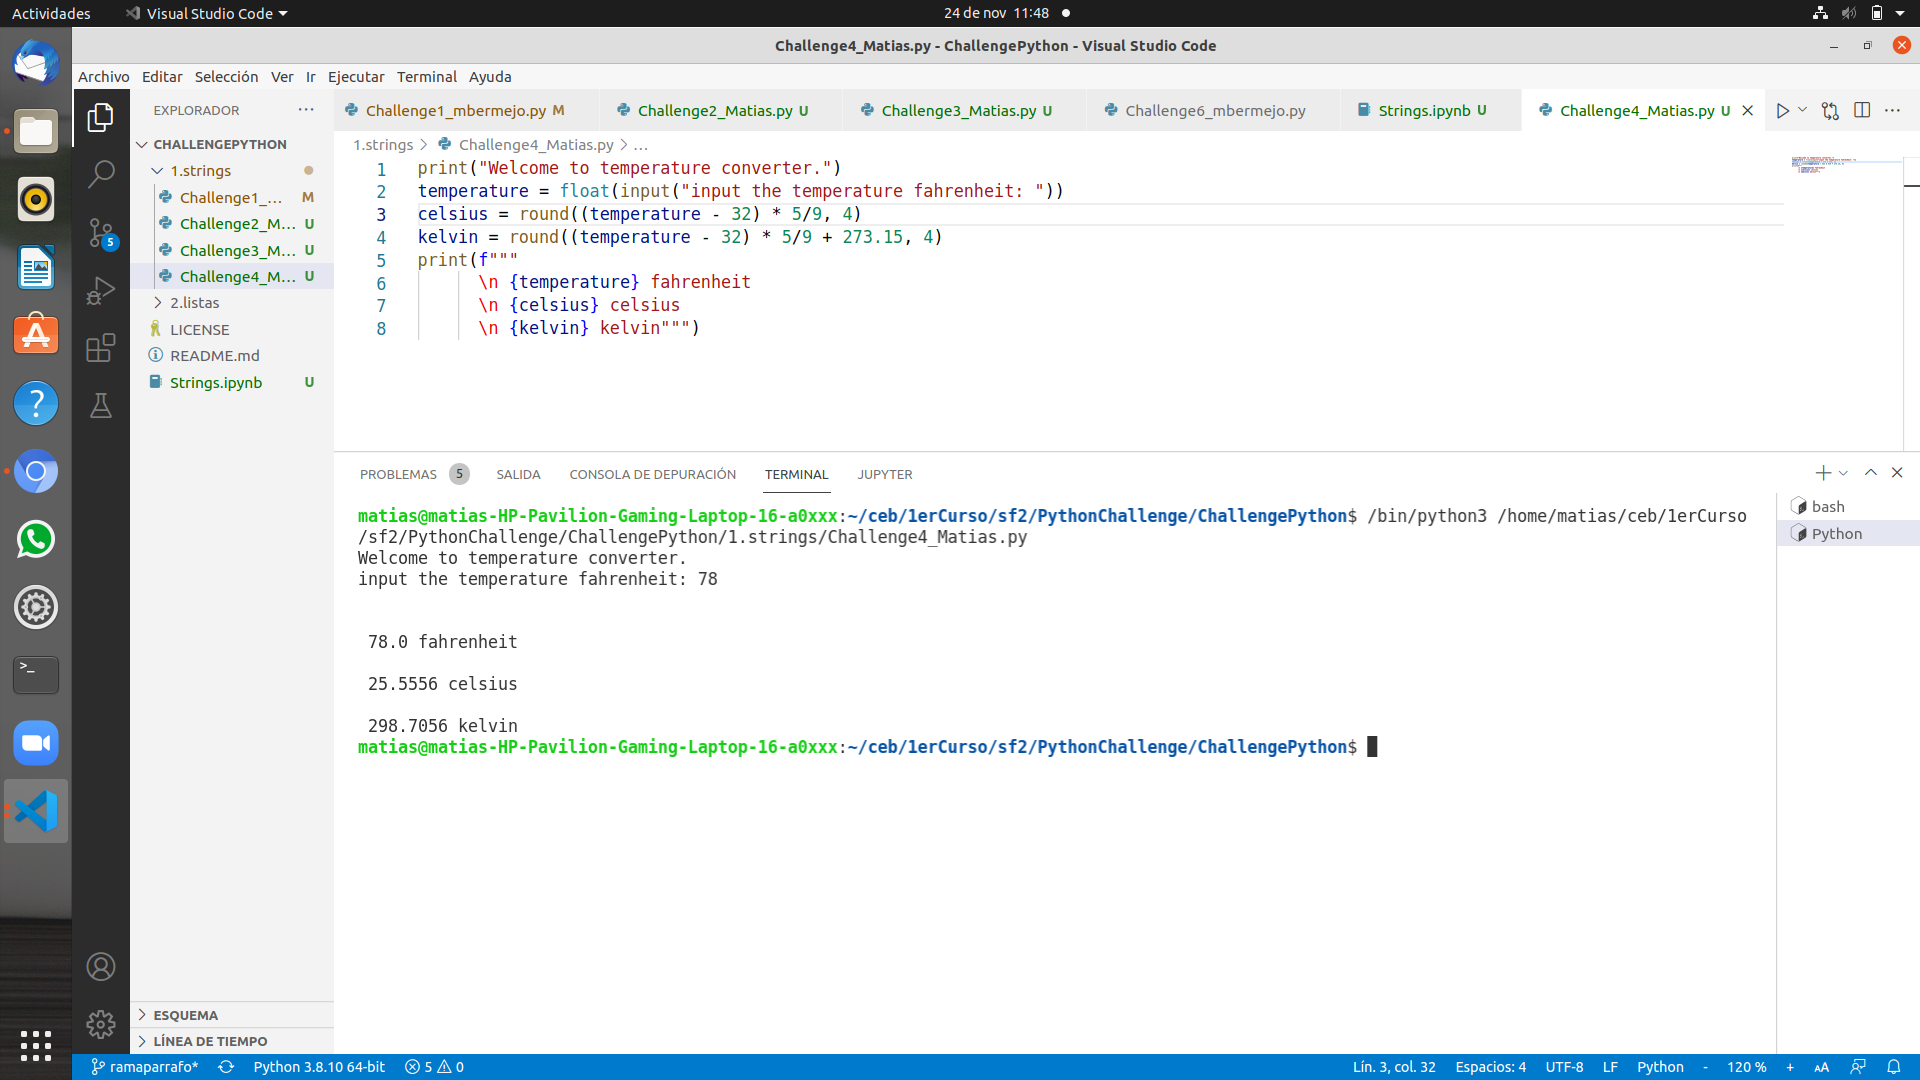 Actividades
Visual Studio Code
24 de nov 11:48
Challenge4_Matias.py - ChallengePython - Visual Studio Code
Archivo Editar Selección Ver Ir Ejecutar Terminal Ayuda
EXPLORADOR
CHALLENGEPYTHON
1.strings
Challenge1_... M
Challenge2_M... U
Challenge3_M... U
Challenge4_M... U
2.listas
LICENSE
README.md
Strings.ipynb U
ESQUEMA
LÍNEA DE TIEMPO
5
Challenge1_mbermejo.py M
Challenge2_Matias.py U
Challenge3_Matias.py U
Challenge6_mbermejo.py
Strings.ipynb U
Challenge4_Matias.py U
1.strings > Challenge4_Matias.py > ...
1 print("Welcome to temperature converter.")
2 temperature = float(input("input the temperature fahrenheit: "))
3 celsius = round((temperature - 32) * 5/9, 4)
4 kelvin = round((temperature - 32) * 5/9 + 273.15, 4)
5 print(f"""
6 \n {temperature} fahrenheit
7 \n {celsius} celsius
8 \n {kelvin} kelvin""")
PROBLEMAS 5 SALIDA CONSOLA DE DEPURACIÓN TERMINAL JUPYTER
matias@matias-HP-Pavilion-Gaming-Laptop-16-a0xxx:~/ceb/1erCurso/sf2/PythonChallenge/ChallengePython$ /bin/python3 /home/matias/ceb/1erCurso
/sf2/PythonChallenge/ChallengePython/1.strings/Challenge4_Matias.py
Welcome to temperature converter.
input the temperature fahrenheit: 78
78.0 fahrenheit
25.5556 celsius
298.7056 kelvin
matias@matias-HP-Pavilion-Gaming-Laptop-16-a0xxx:~/ceb/1erCurso/sf2/PythonChallenge/ChallengePython$
bash
Python
ramaparrafo* Python 3.8.10 64-bit 5 0 Lín. 3, col. 32 Espacios: 4 UTF-8 LF Python - 120 % + AA